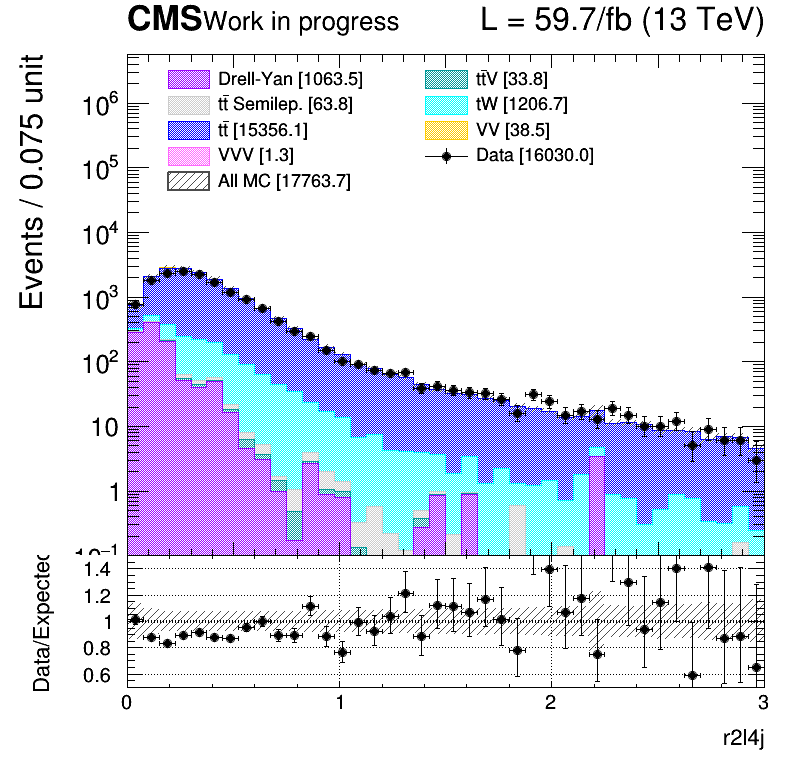 CMS Work in progress L = 59.7/fb (13 TeV)
Events / 0.075 unit
Drell-Yan [1063.5]
tt̄ Semilep. [63.8]
tt̄ [15356.1]
VVV [1.3]
All MC [17763.7]
tt̄V [33.8]
tW [1206.7]
VV [38.5]
Data [16030.0]
10⁶
10⁵
10⁴
10³
10²
10
1
10⁻¹
Data/Expected
1.4
1.2
1
0.8
0.6
0 1 2 3
r2l4j